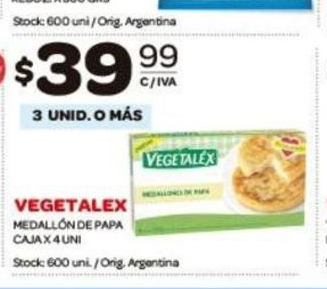 Stock: 600 uni / Orig. Argentina
$39 99
C/IVA
3 UNID. O MÁS
VEGETALEX
MEDALLONES DE PAPA
VEGETALEX
MEDALLÓN DE PAPA
CAJA X 4 UNI
Stock: 600 uni. / Orig. Argentina